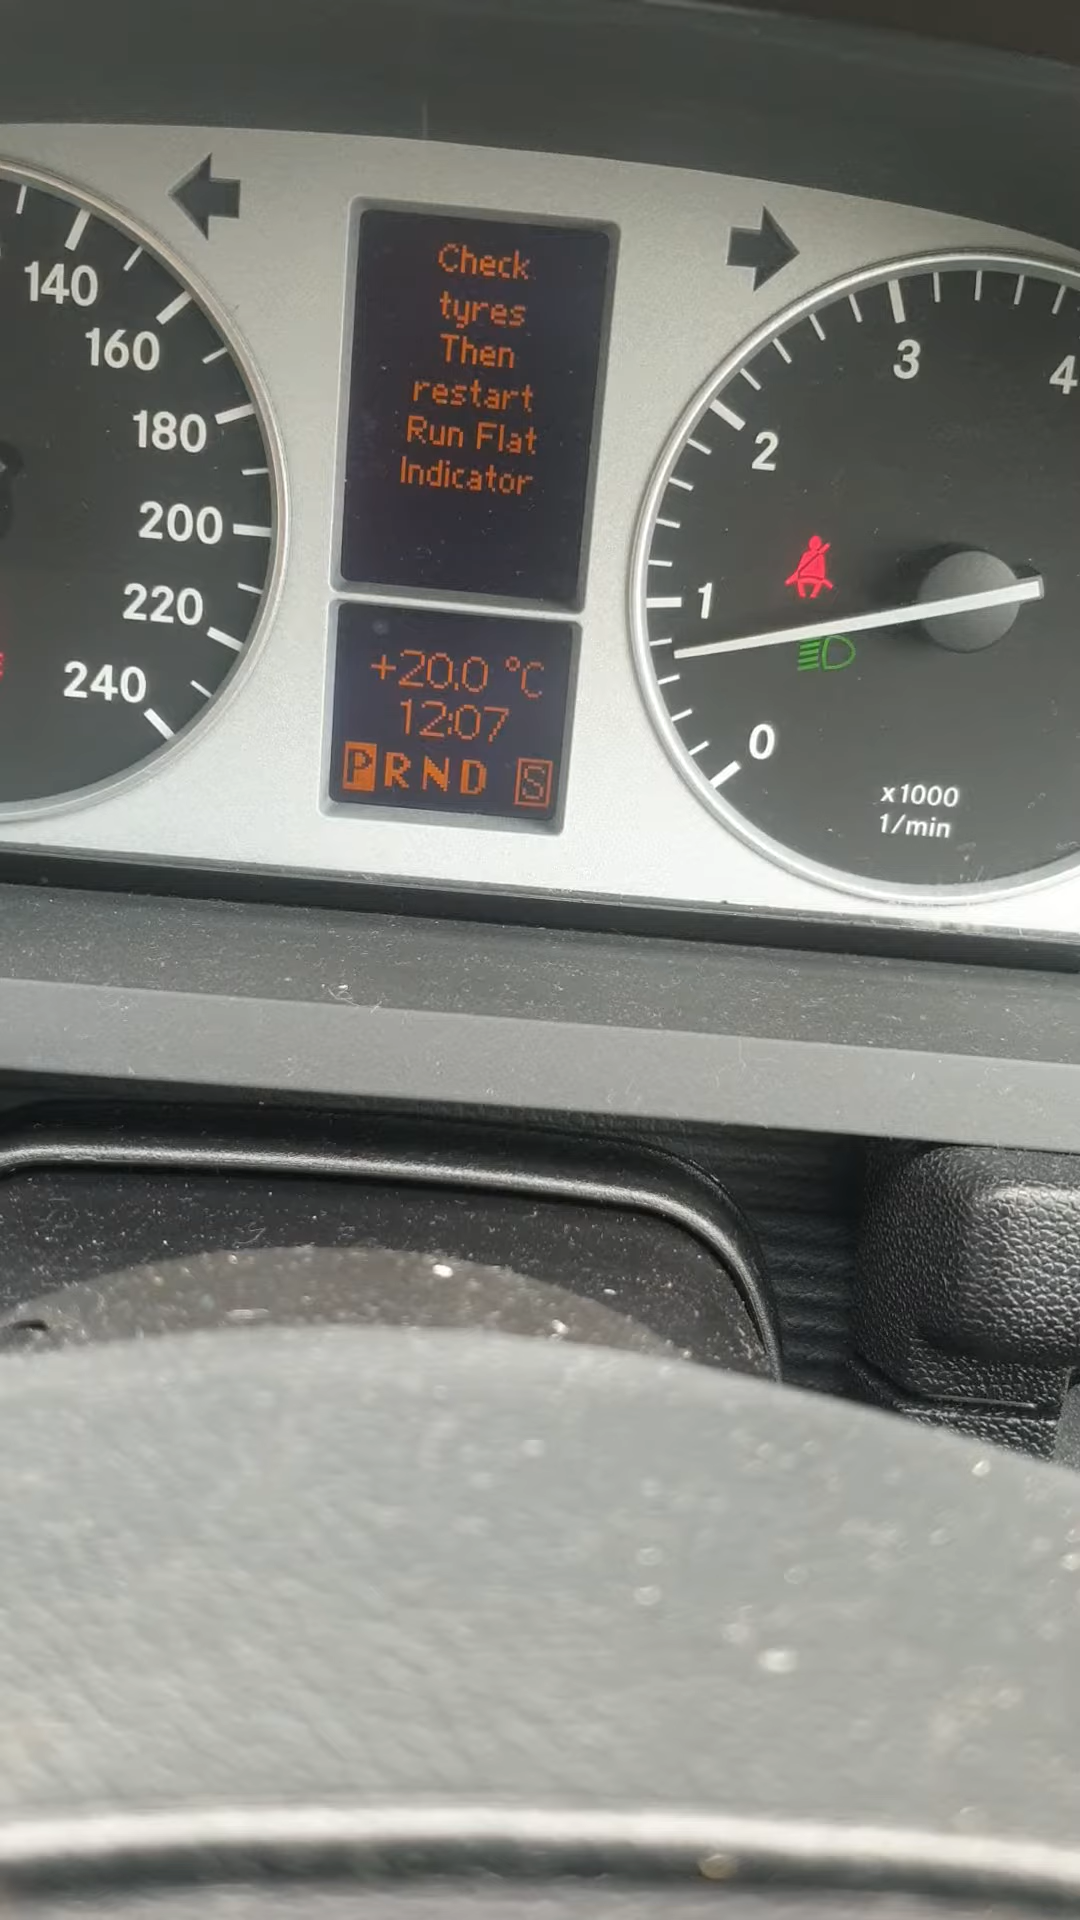 140
160
180
200
220
240
Check
tyres
Then
restart
Run Flat
Indicator
+20.0 °C
12:07
PRND S
0
1
2
3
4
x1000
1/min